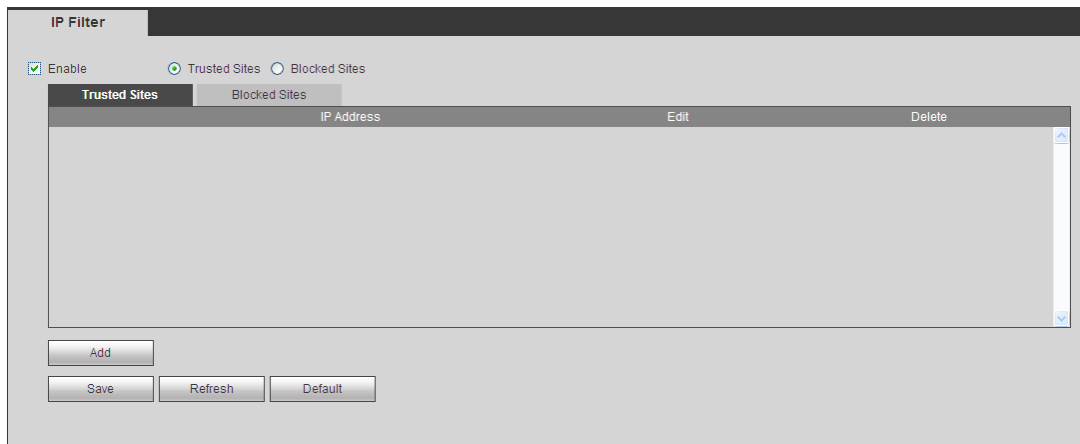 IP Filter
Enable Trusted Sites Blocked Sites
Trusted Sites Blocked Sites
IP Address Edit Delete
Add
Save Refresh Default